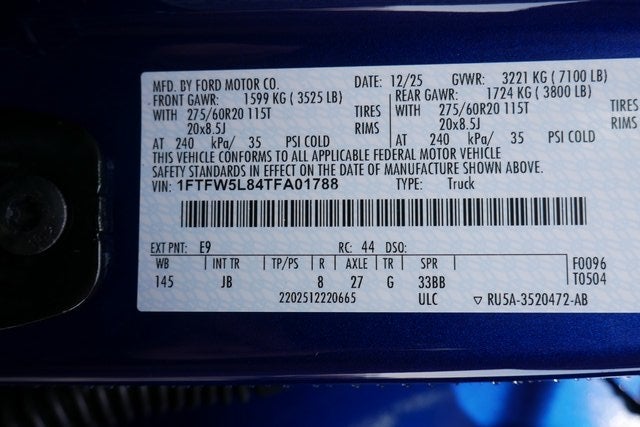 MFD. BY FORD MOTOR CO. DATE: 12/25 GVWR: 3221 KG ( 7100 LB)
FRONT GAWR: 1599 KG ( 3525 LB) REAR GAWR: 1724 KG ( 3800 LB)
WITH 275/60R20 115T TIRES WITH 275/60R20 115T TIRES
20x8.5J RIMS 20x8.5J RIMS
AT 240 kPa/ 35 PSI COLD AT 240 kPa/ 35 PSI COLD
THIS VEHICLE CONFORMS TO ALL APPLICABLE FEDERAL MOTOR VEHICLE
SAFETY STANDARDS IN EFFECT ON THE DATE OF MANUFACTURE SHOWN ABOVE.
VIN: 1FTFW5L84TFA01788 TYPE: Truck
EXT PNT: E9 RC: 44 DSO:
WB INT TR TP/PS R AXLE TR SPR F0096
145 JB 8 27 G 33BB T0504
2202512220665 ULC ▽ RU5A-3520472-AB